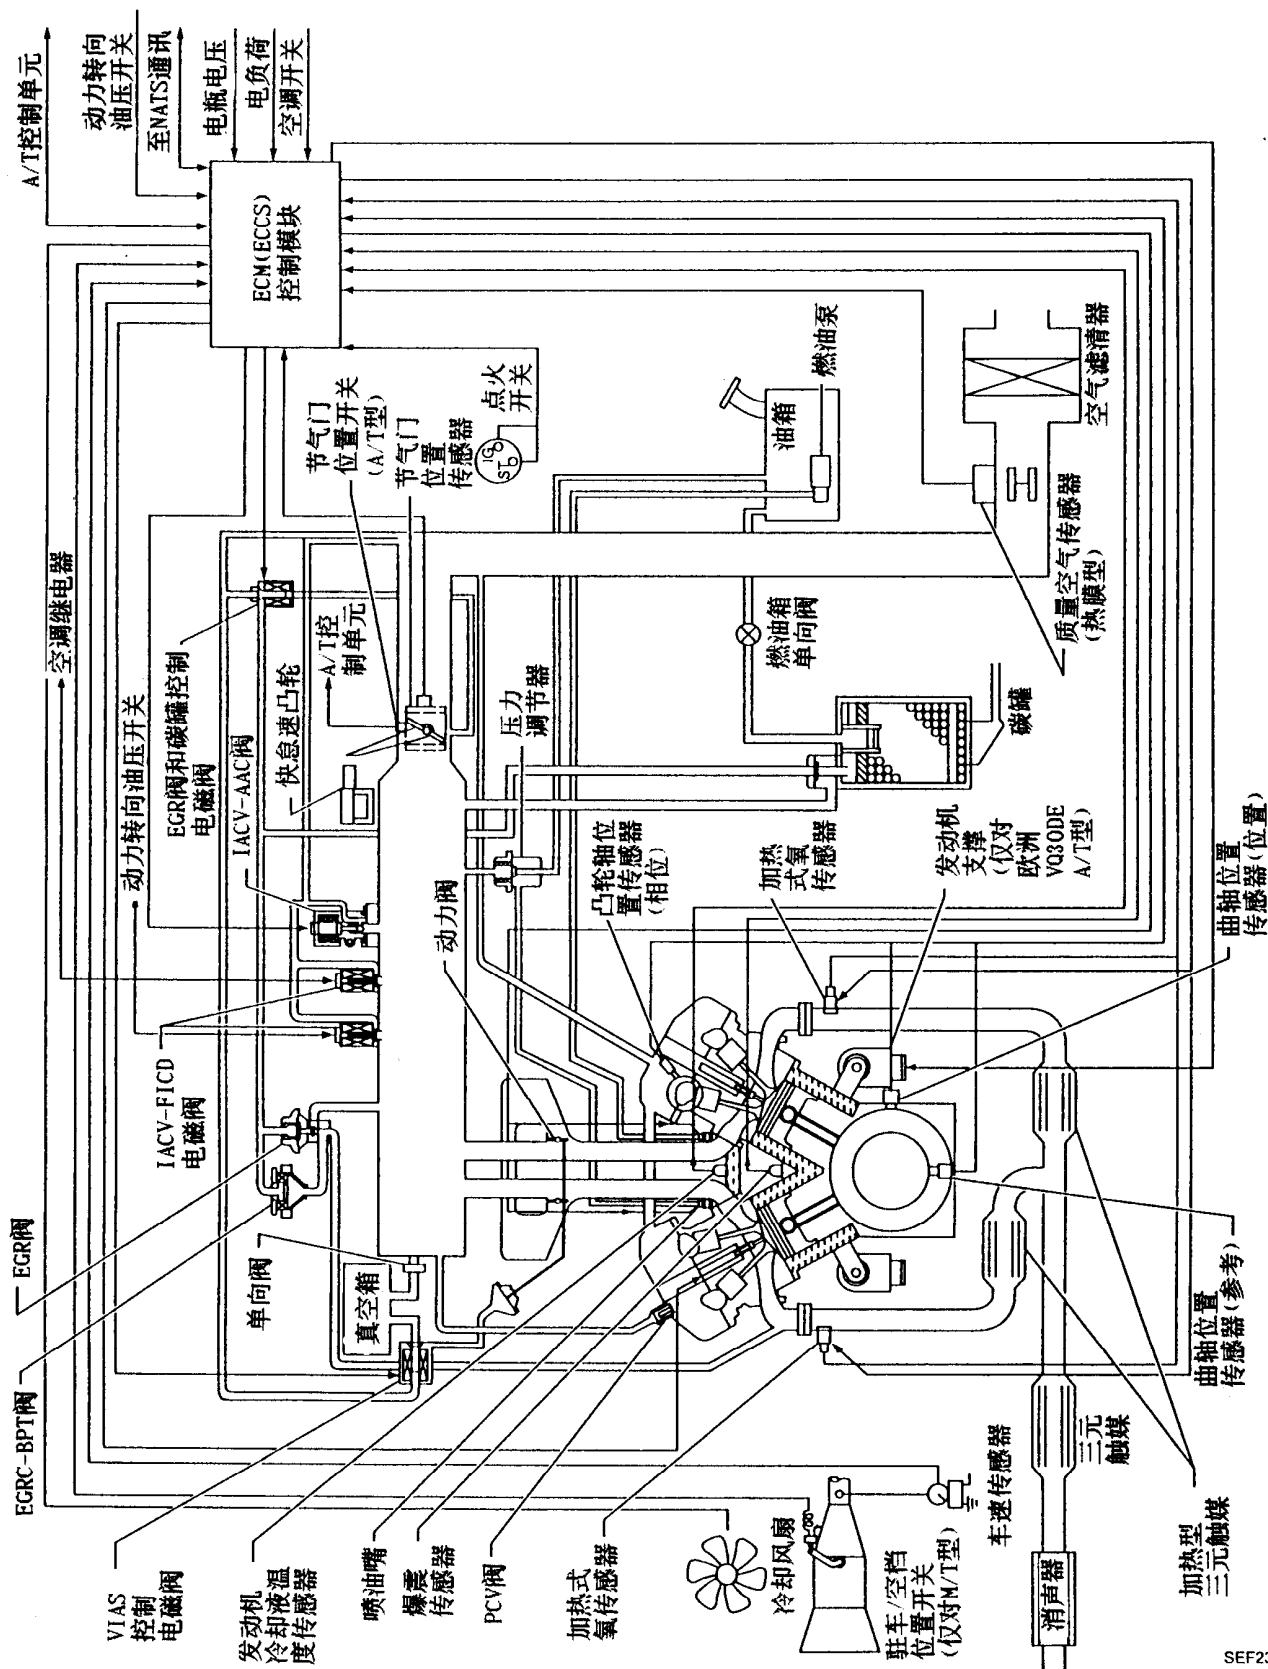 A/T控制单元
动力转向
油压开关
至NATS通讯
电瓶电压
电负荷
空调开关
ECM(ECCS)
控制模块
空调继电器
动力转向油压开关
EGR阀和碳罐控制
电磁阀
IACV-AAC阀
快怠速凸轮
A/T控
制单元
节气门
位置开关
(A/T型)
节气门
位置
传感器
点火
开关
IG
ST
油箱
燃油泵
空气滤清器
质量空气传感器
(热膜型)
燃油箱
单向阀
碳罐
压力
调节器
动力阀
凸轮轴位
置传感器
(相位)
加热
式氧
传感器
发动机
支撑
(仅对
欧洲
VQ30DE
A/T型)
曲轴位置
传感器(位置)
IACV-FICD
电磁阀
EGR阀
EGRC-BPT阀
单向阀
真空箱
VIAS
控制
电磁阀
发动机
冷却液温
度传感器
喷油嘴
爆震
传感器
PCV阀
加热式
氧传感器
冷却风扇
驻车/空档
位置开关
(仅对M/T型)
车速传感器
消声器
三元
触媒
加热型
三元触媒
曲轴位置
传感器(参考)